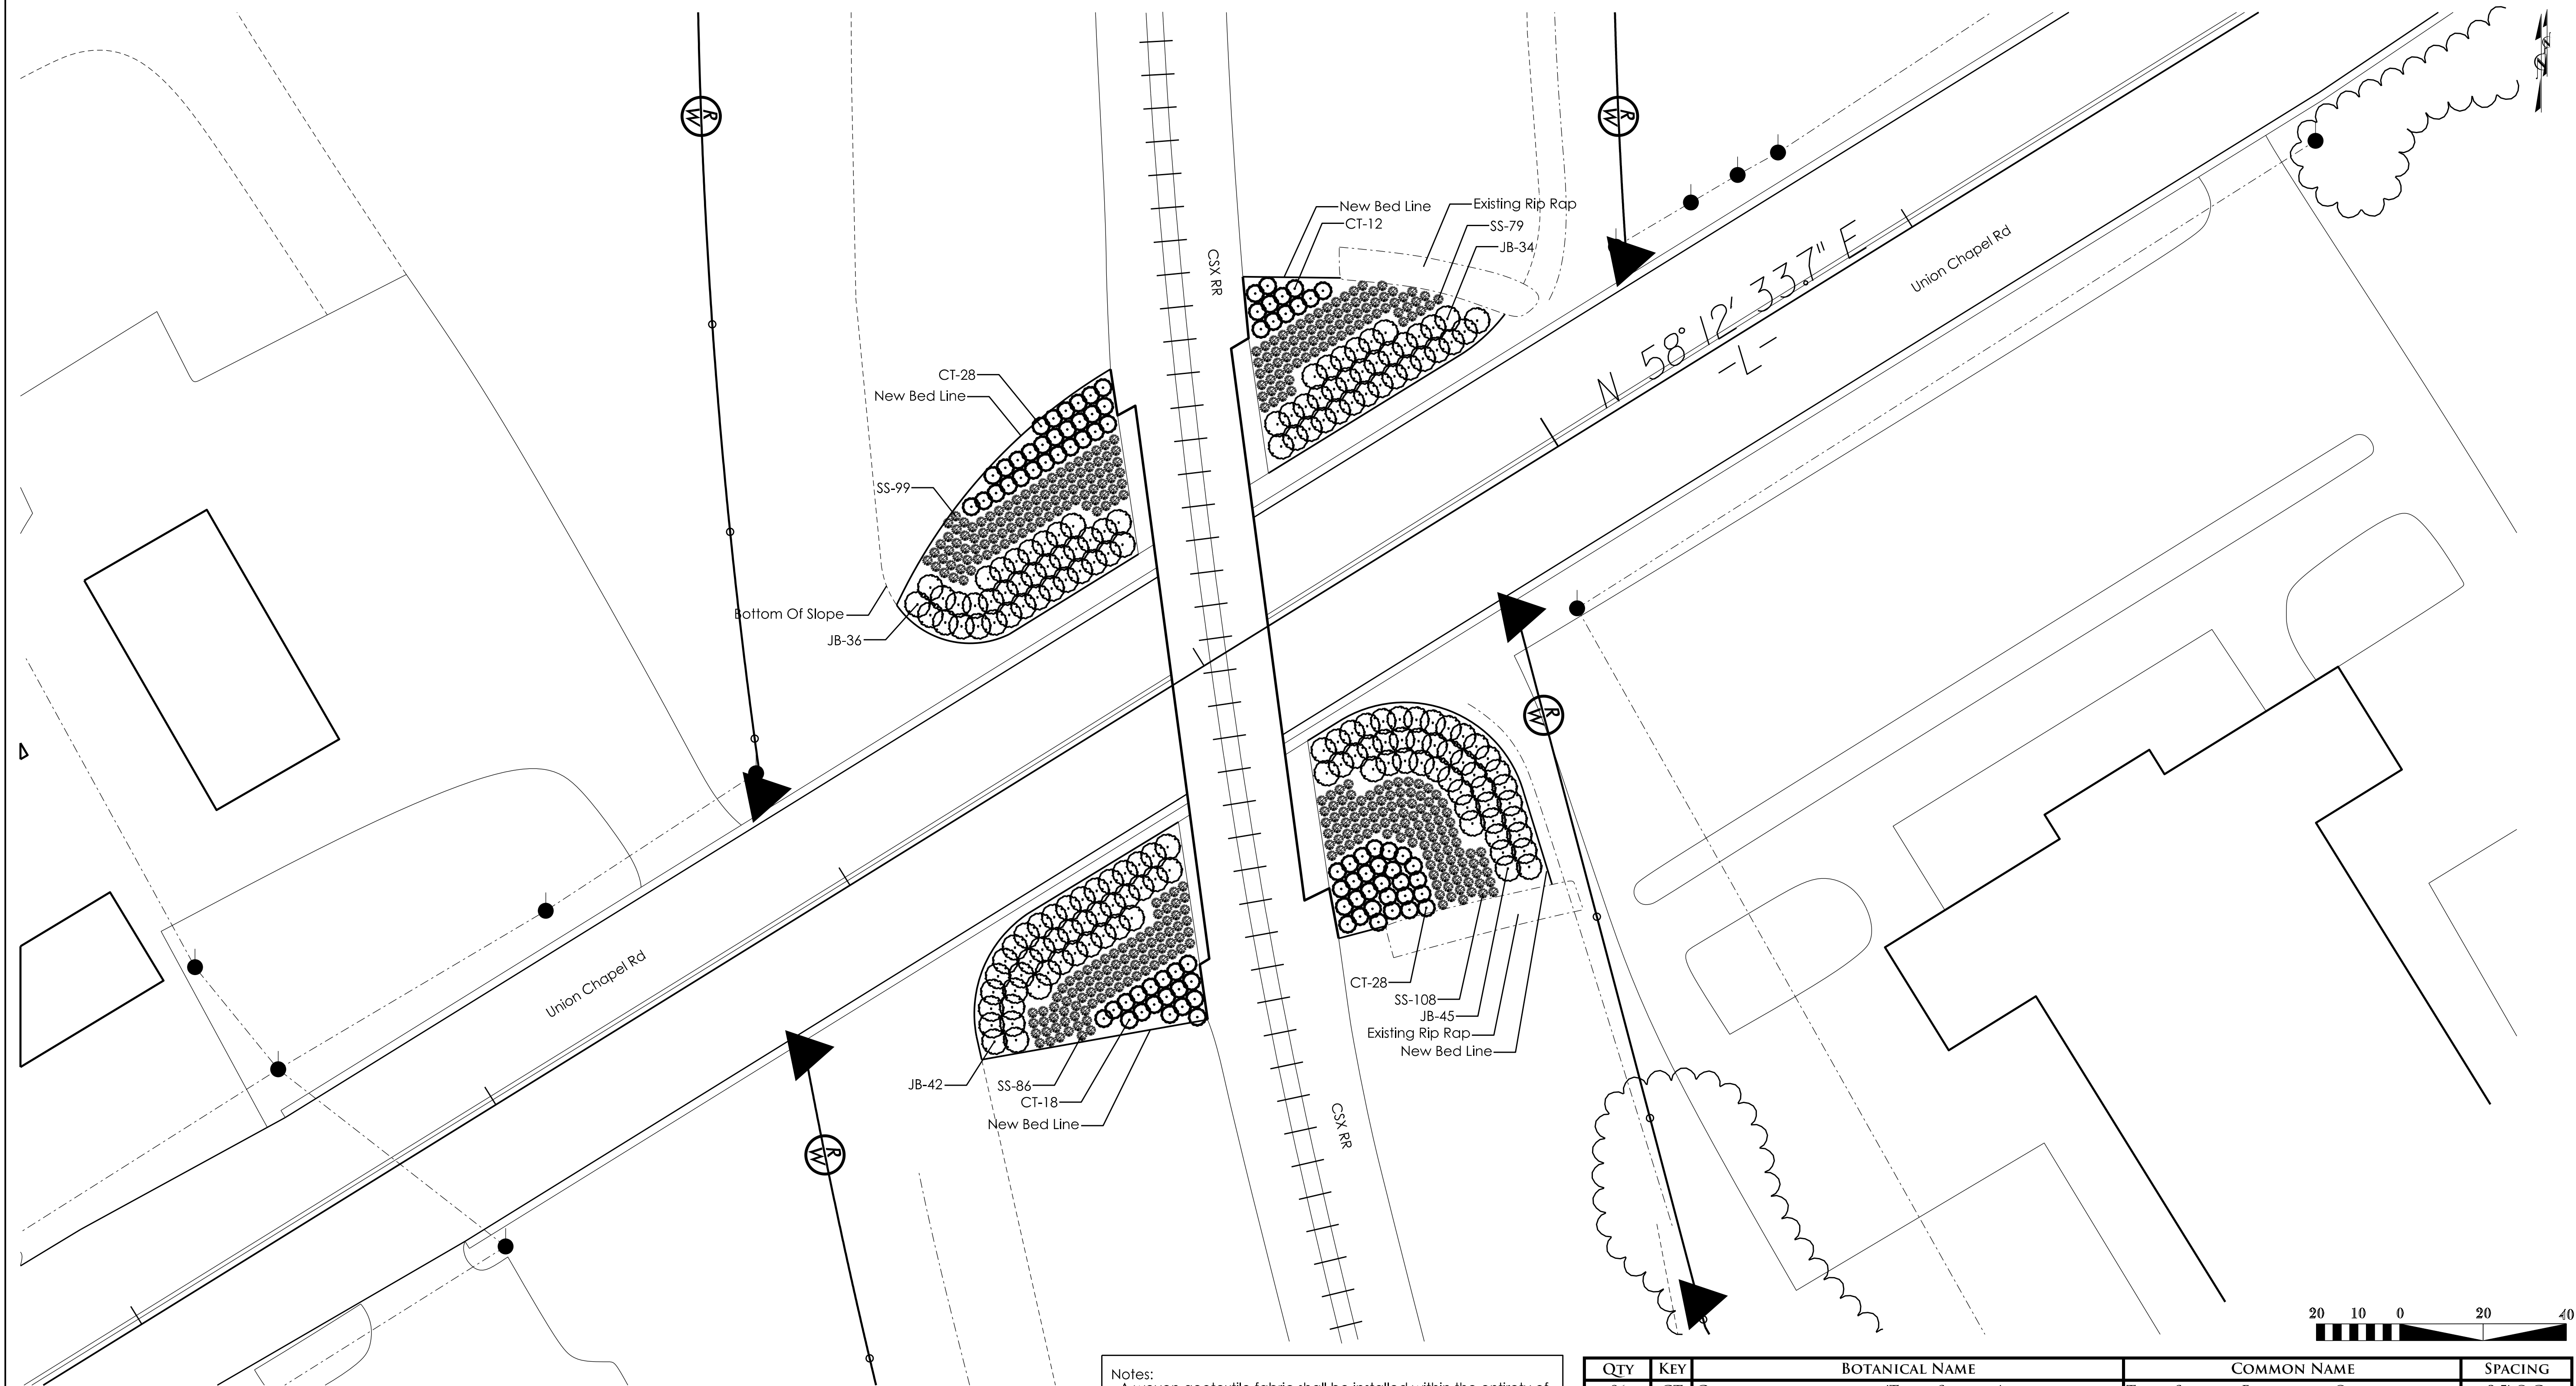 R/W
R/W
New Bed Line
Existing Rip Rap
CT-12
SS-79
JB-34
CSX RR
N 58° 12' 33.7" E
-L-
Union Chapel Rd
CT-28
New Bed Line
SS-99
Bottom Of Slope
JB-36
R/W
Union Chapel Rd
CT-28
SS-108
JB-45
Existing Rip Rap
New Bed Line
JB-42
SS-86
CT-18
New Bed Line
CSX RR
R/W
20 10 0 20 40
Notes:
QTY KEY BOTANICAL NAME COMMON NAME SPACING